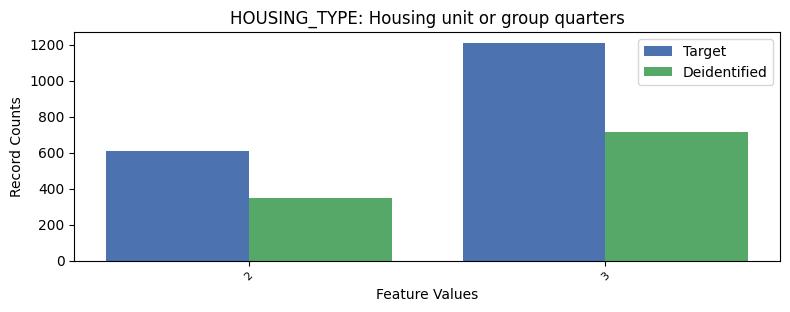 HOUSING_TYPE: Housing unit or group quarters
Target
Deidentified
Record Counts
1200
1000
800
600
400
200
0
2
3
Feature Values